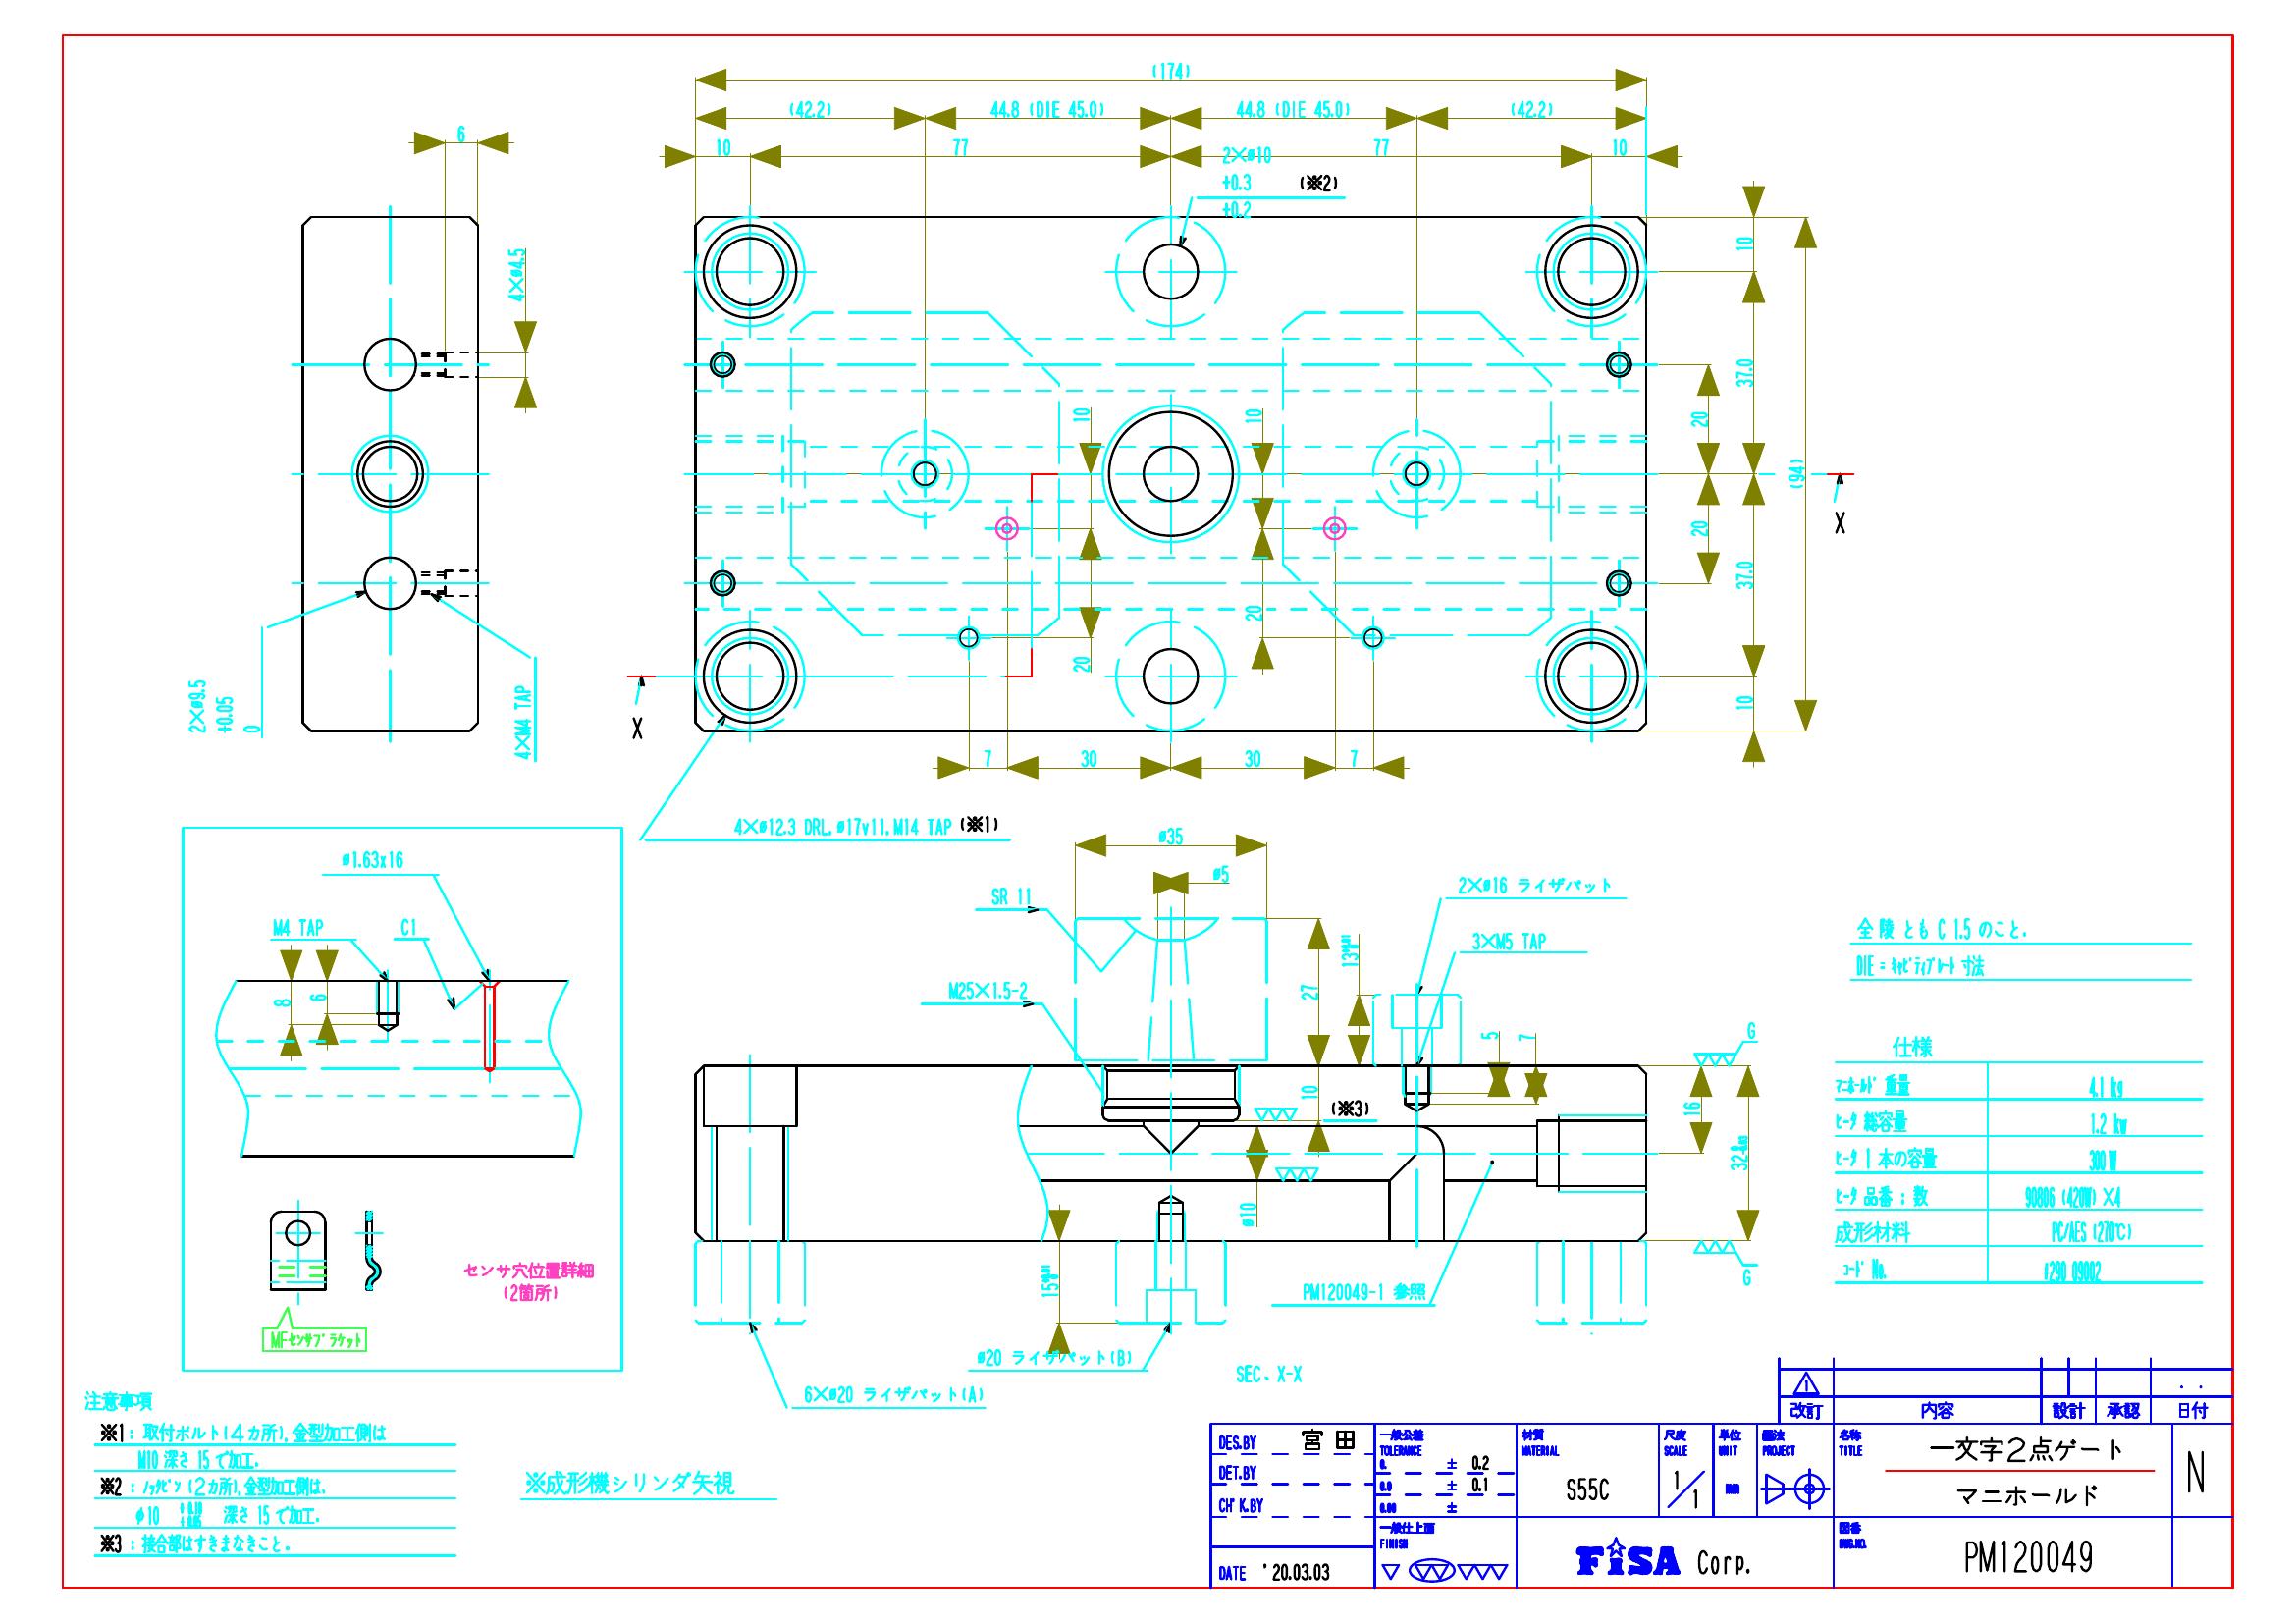 (174)
(42.2)
44.8 (DIE 45.0)
44.8 (DIE 45.0)
(42.2)
6
10
77
77
10
2×ø10
+0.3
+0.2
(※2)
4×ø4.5
10
37.0
20
(94)
10
10
X
20
37.0
20
20
10
2×ø9.5
+0.05
0
4×M4 TAP
X
7
30
30
7
4×ø12.3 DRL,ø17v11,M14 TAP (※1)
ø1.63x16
M4 TAP
C1
8
6
センサ穴位置詳細
(2箇所)
MFセンサブラケット
ø35
ø5
SR 11
2×ø16 ライザパット
3×M5 TAP
M25×1.5-2
27
5
7
10
(※3)
16
G
G
ø10
PM120049-1 参照
ø20 ライザパット(B)
6×ø20 ライザパット(A)
SEC. X-X
全 陵 とも C 1.5 のこと.
DIE = ｷｬﾋﾞﾃｨﾌﾟﾚｰﾄ 寸法
仕様
ﾏﾆﾎｰﾙﾄﾞ 重量 4.1 kg
ﾋｰﾀ 総容量 1.2 kw
ﾋｰﾀ 1 本の容量 300 W
ﾋｰﾀ 品番 : 数 90806 (420W) ×4
成形材料 PC/AES (270℃)
ｺｰﾄﾞ No. 1290 09002
注意事項
※1 : 取付ボルト(4 カ所), 金型加工側は
M10 深さ 15 で加工.
※2 : ﾉｯｸﾋﾟﾝ (2カ所), 金型加工側は.
ϕ10 深さ 15 で加工.
※3 : 接合部はすきまなきこと.
※成形機シリンダ矢視
改訂
内容
設計
承認
日付
DES.BY 宮 田
DET.BY
CH'K.BY
DATE '20.03.03
一般公差
TOLERANCE
0. ± 0.2
0.0 ± 0.1
0.00 ±
一般仕上面
FINISH
材質
MATERIAL
S55C
尺度
SCALE
1/1
単位
UNIT
mm
図法
PROJECT
名称
TITLE
一文字2点ゲート
マニホールド
N
FiSA Corp.
図番
DWG.NO.
PM120049